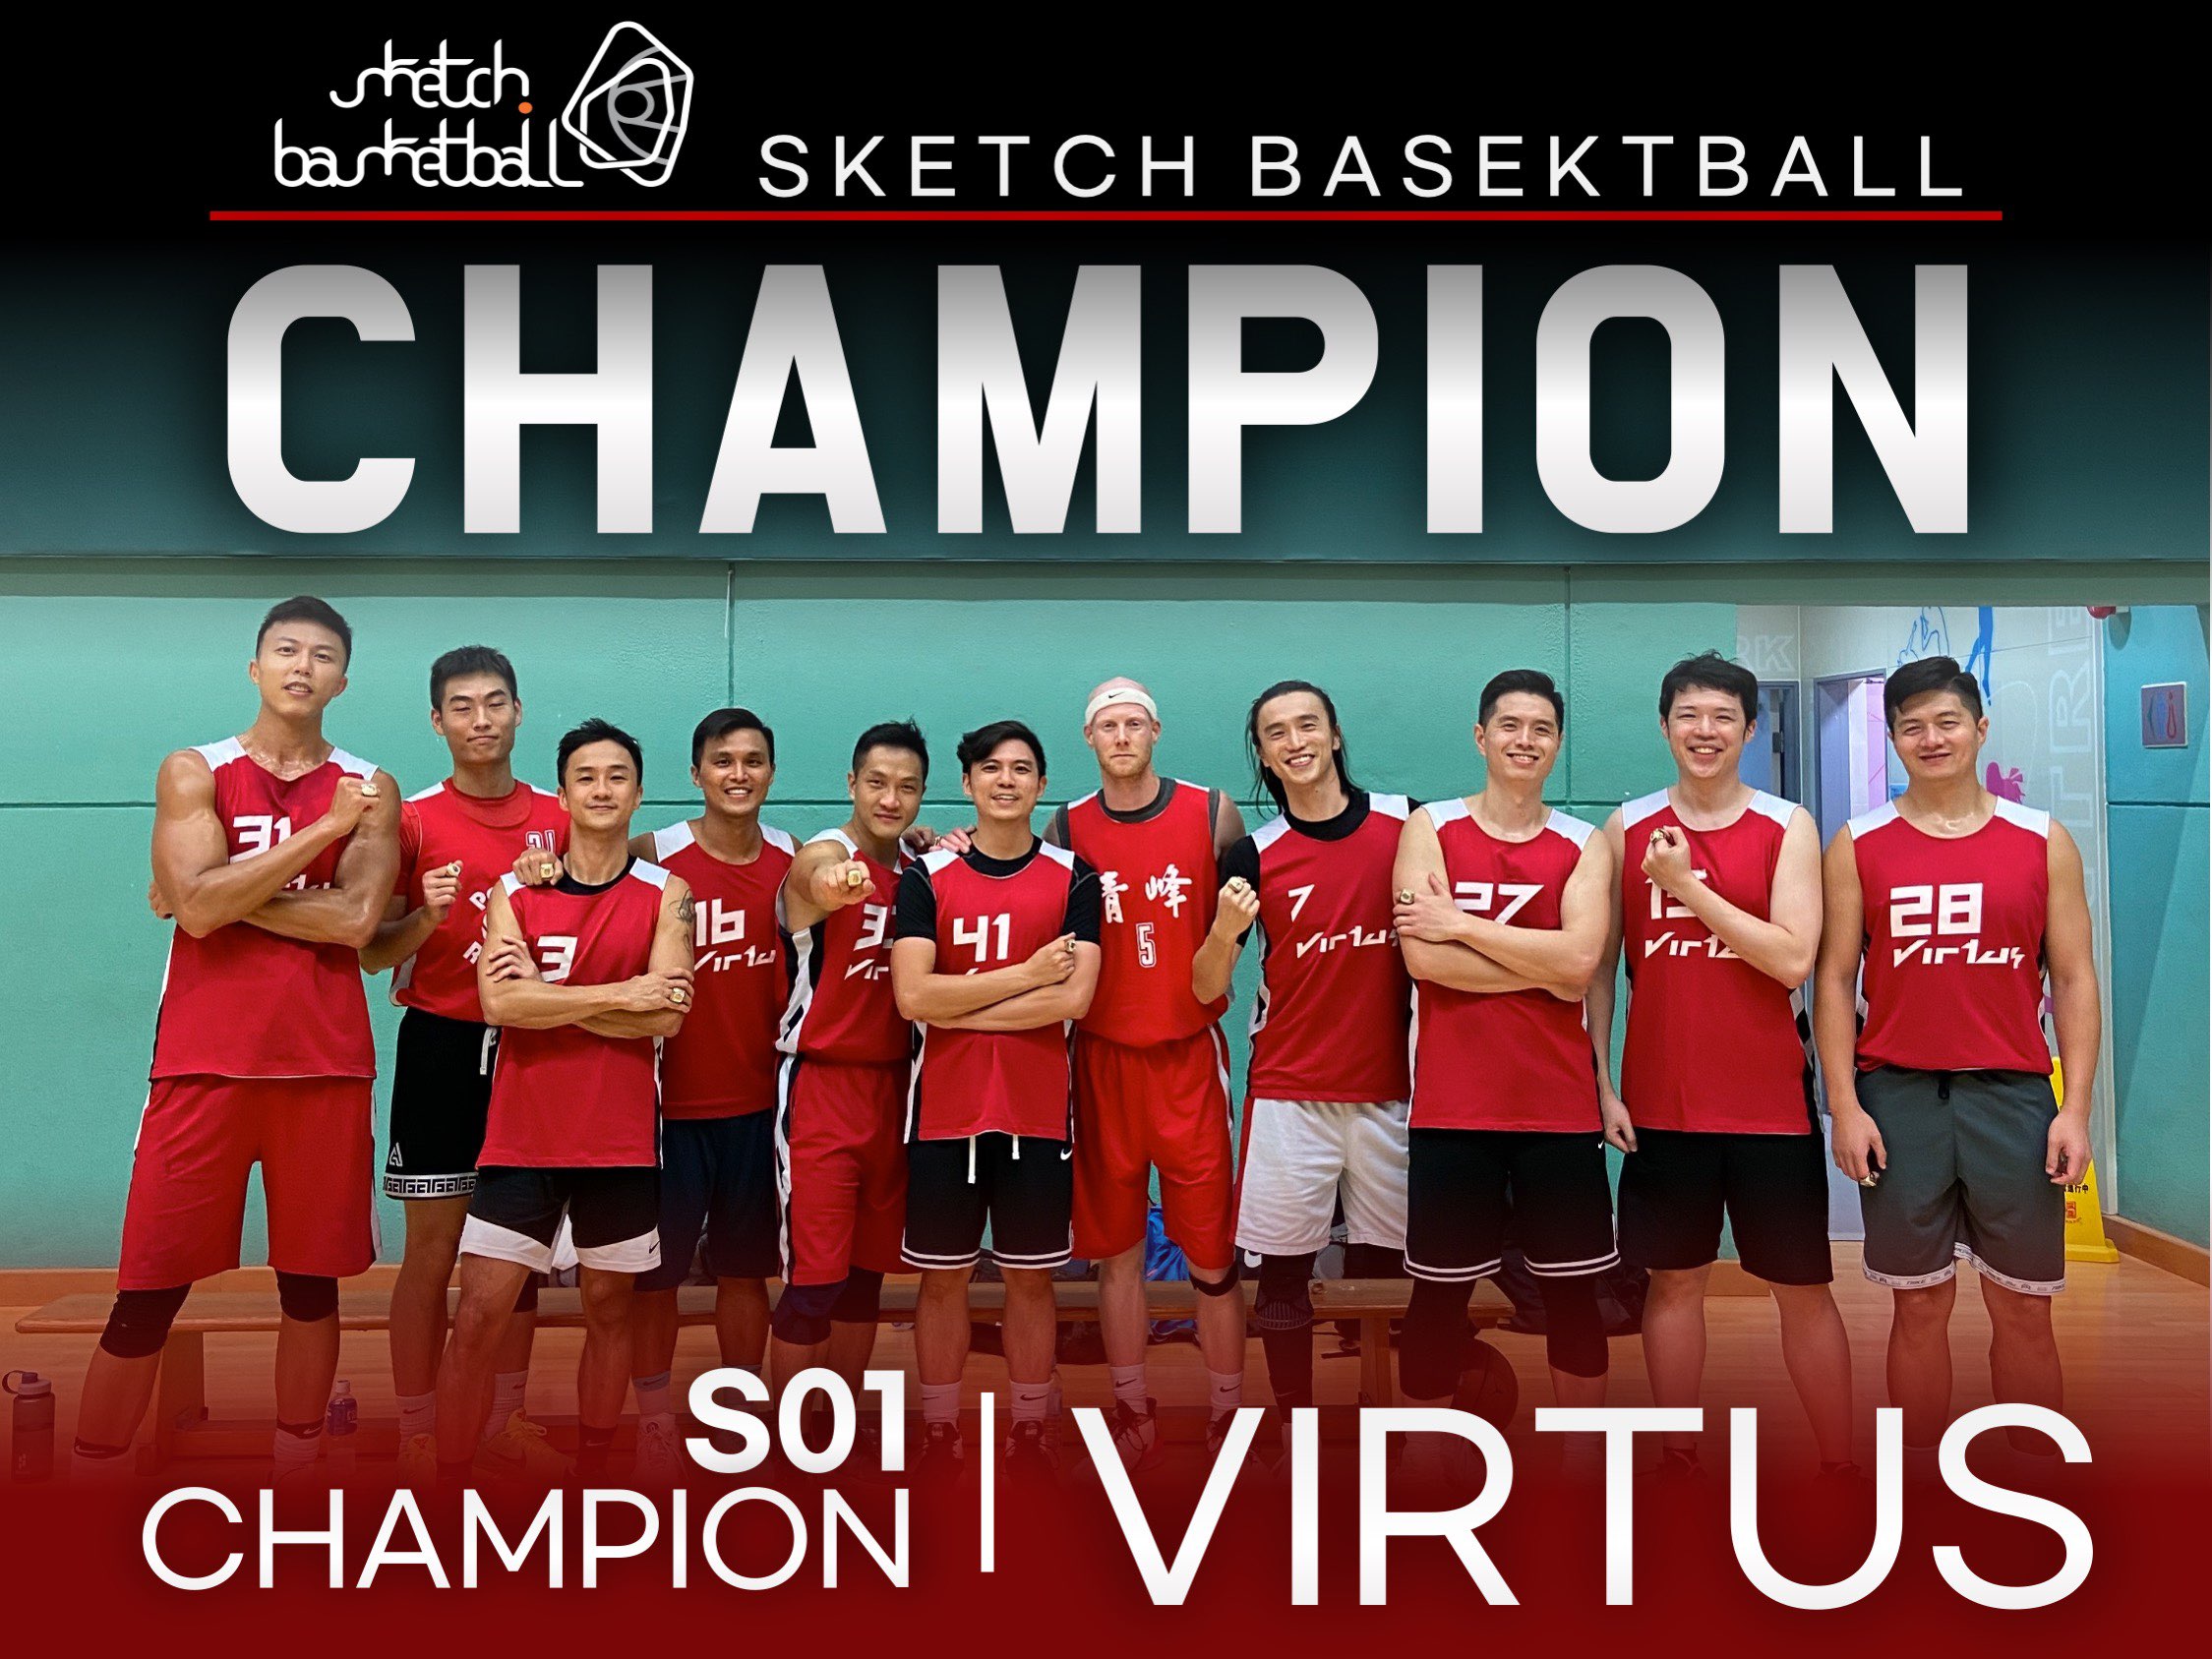 sketch
basketball
SKETCH BASEKTBALL
CHAMPION
31
21
3
16
Virtus
41
青峰
5
7
Virtus
27
15
28
Virtus
S01
CHAMPION
VIRTUS